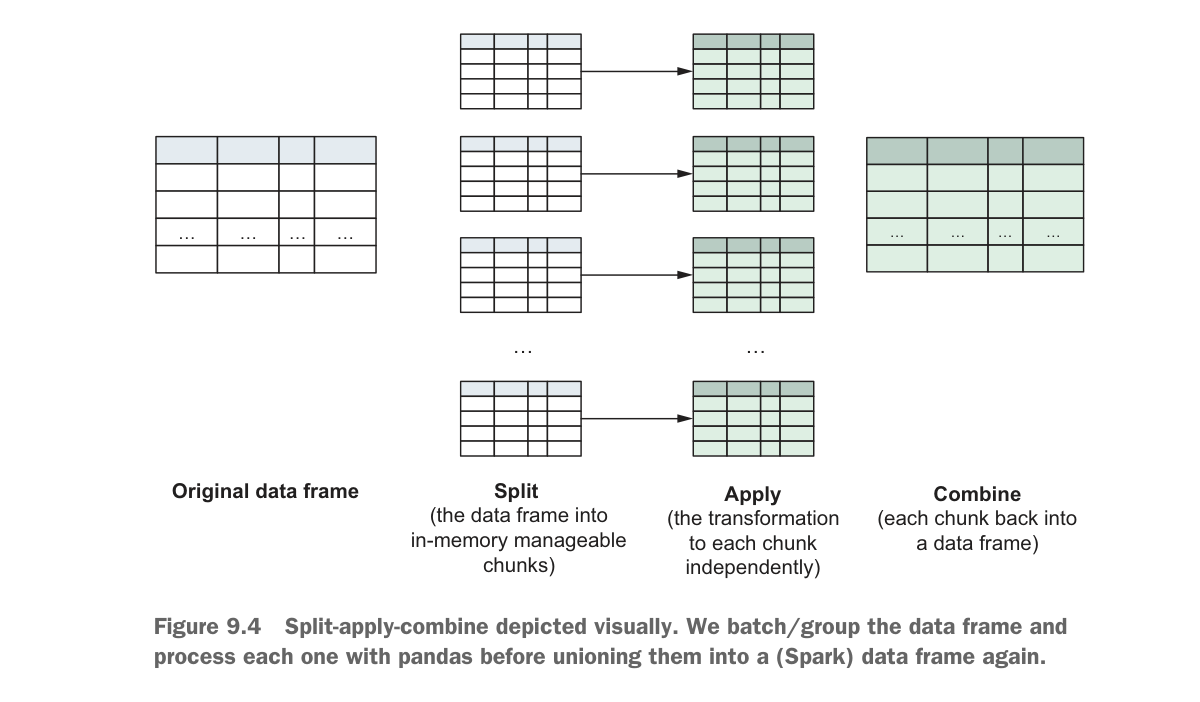 … … … …
… … … …
… …
Original data frame
Split
(the data frame into
in-memory manageable
chunks)
Apply
(the transformation
to each chunk
independently)
Combine
(each chunk back into
a data frame)
Figure 9.4 Split-apply-combine depicted visually. We batch/group the data frame and
process each one with pandas before unioning them into a (Spark) data frame again.